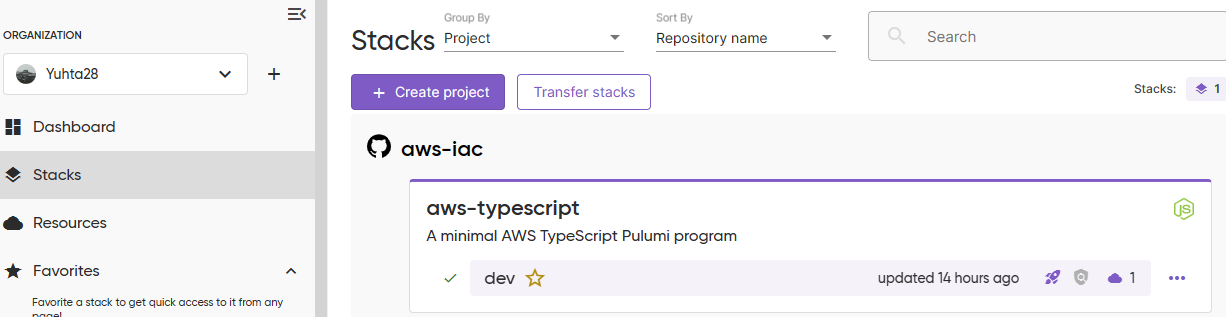 ORGANIZATION
Yuhta28
Dashboard
Stacks
Resources
Favorites
Favorite a stack to get quick access to it from any
page!
Stacks
Group By
Project
Sort By
Repository name
Search
Create project
Transfer stacks
Stacks:
1
aws-iac
aws-typescript
A minimal AWS TypeScript Pulumi program
JS
dev
updated 14 hours ago
1